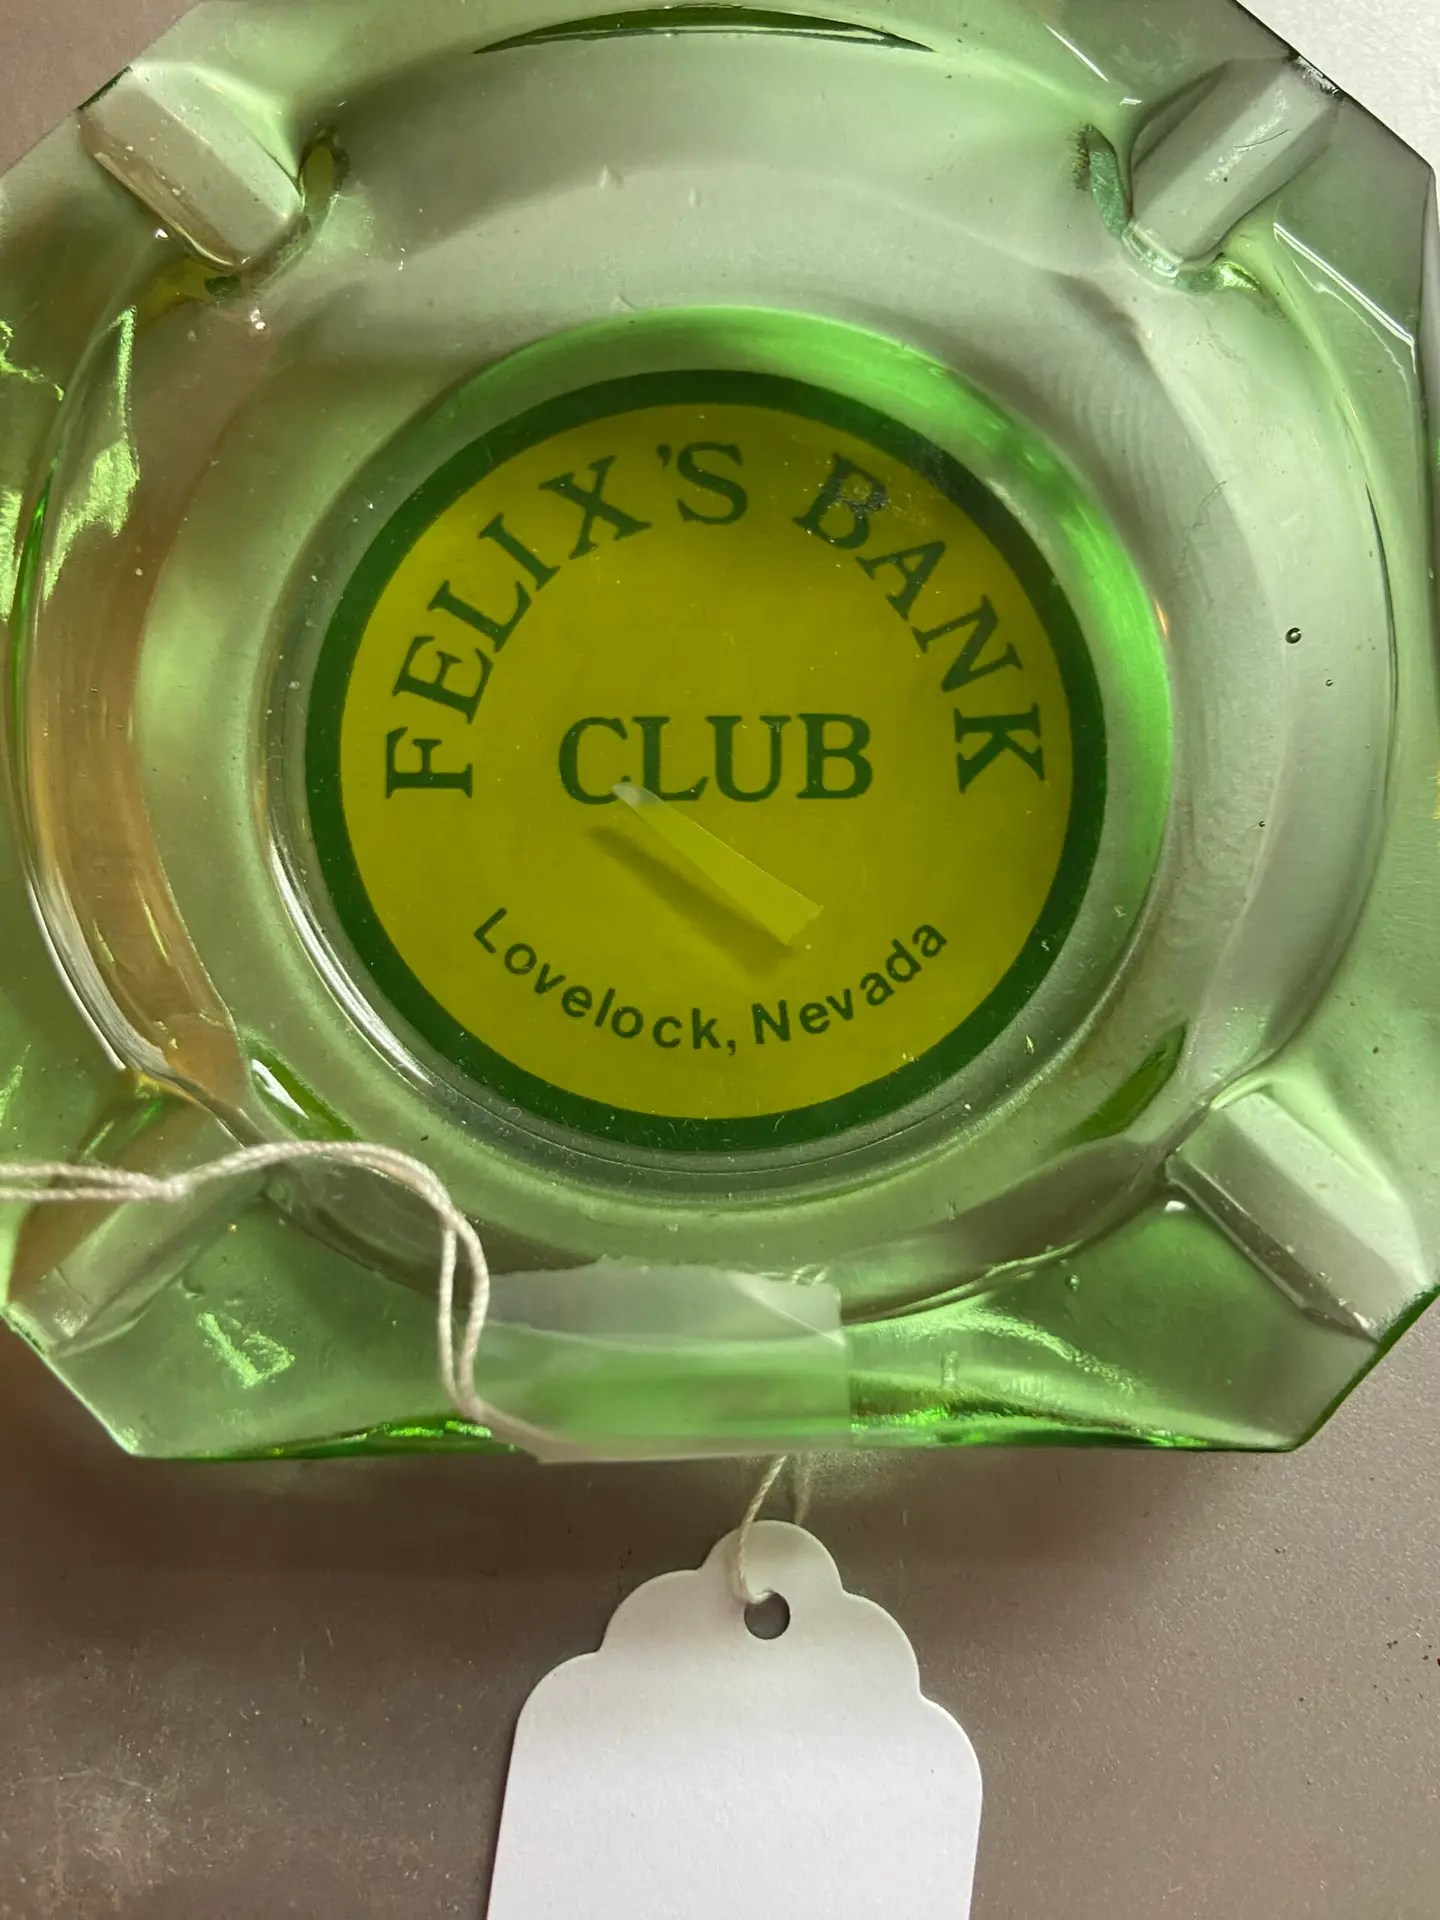 FELIX'S BANK
CLUB
Lovelock, Nevada